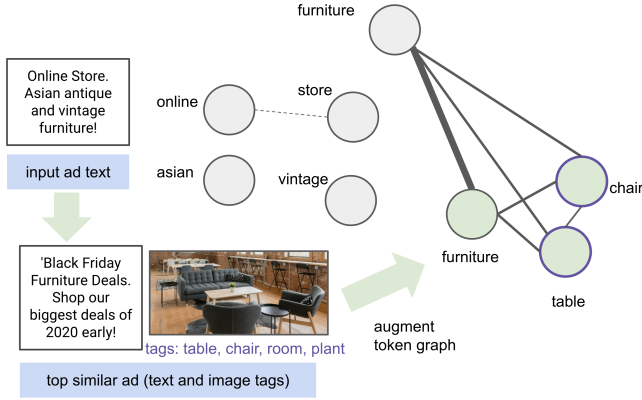 furniture
Online Store.
Asian antique
and vintage
furniture!
online
store
input ad text
asian
vintage
chair
'Black Friday
Furniture Deals.
Shop our
biggest deals of
2020 early!
furniture
table
tags: table, chair, room, plant
augment
token graph
top similar ad (text and image tags)